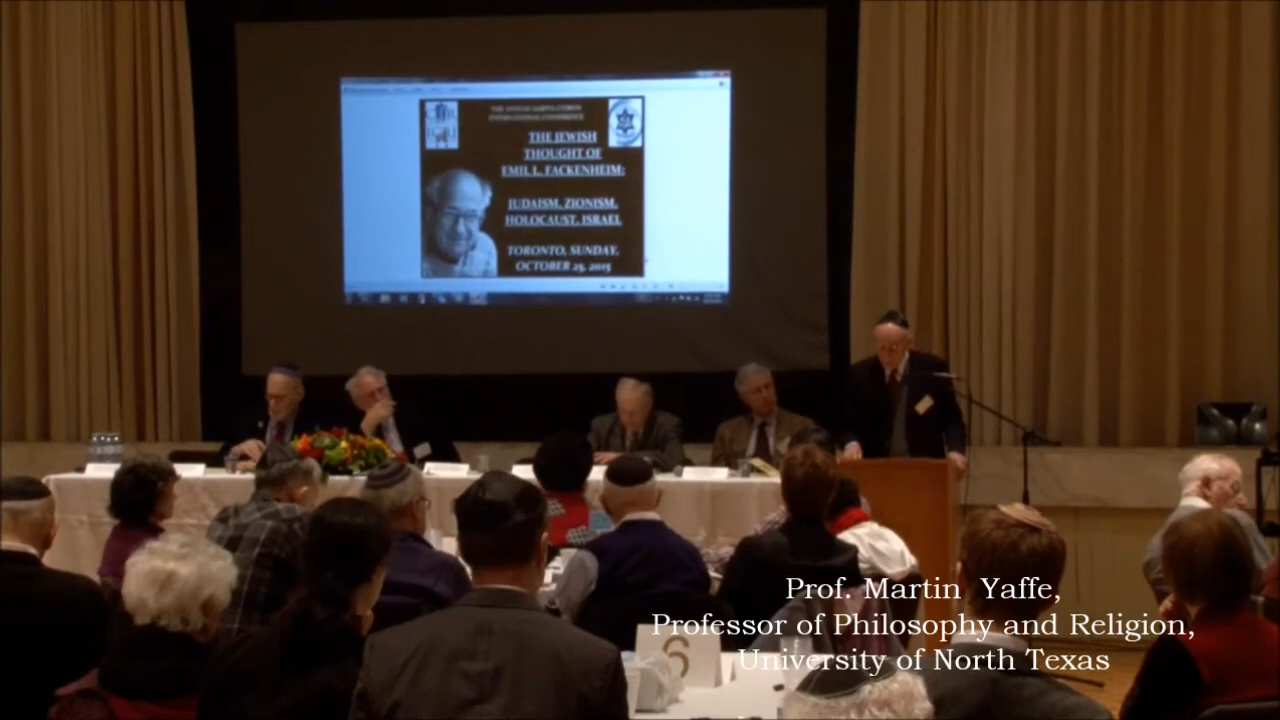 THE JEWISH
THOUGHT OF
EMIL L. FACKENHEIM:
JUDAISM, ZIONISM,
HOLOCAUST, ISRAEL
TORONTO, SUNDAY,
OCTOBER 25, 2015
Prof. Martin Yaffe,
Professor of Philosophy and Religion,
6
University of North Texas